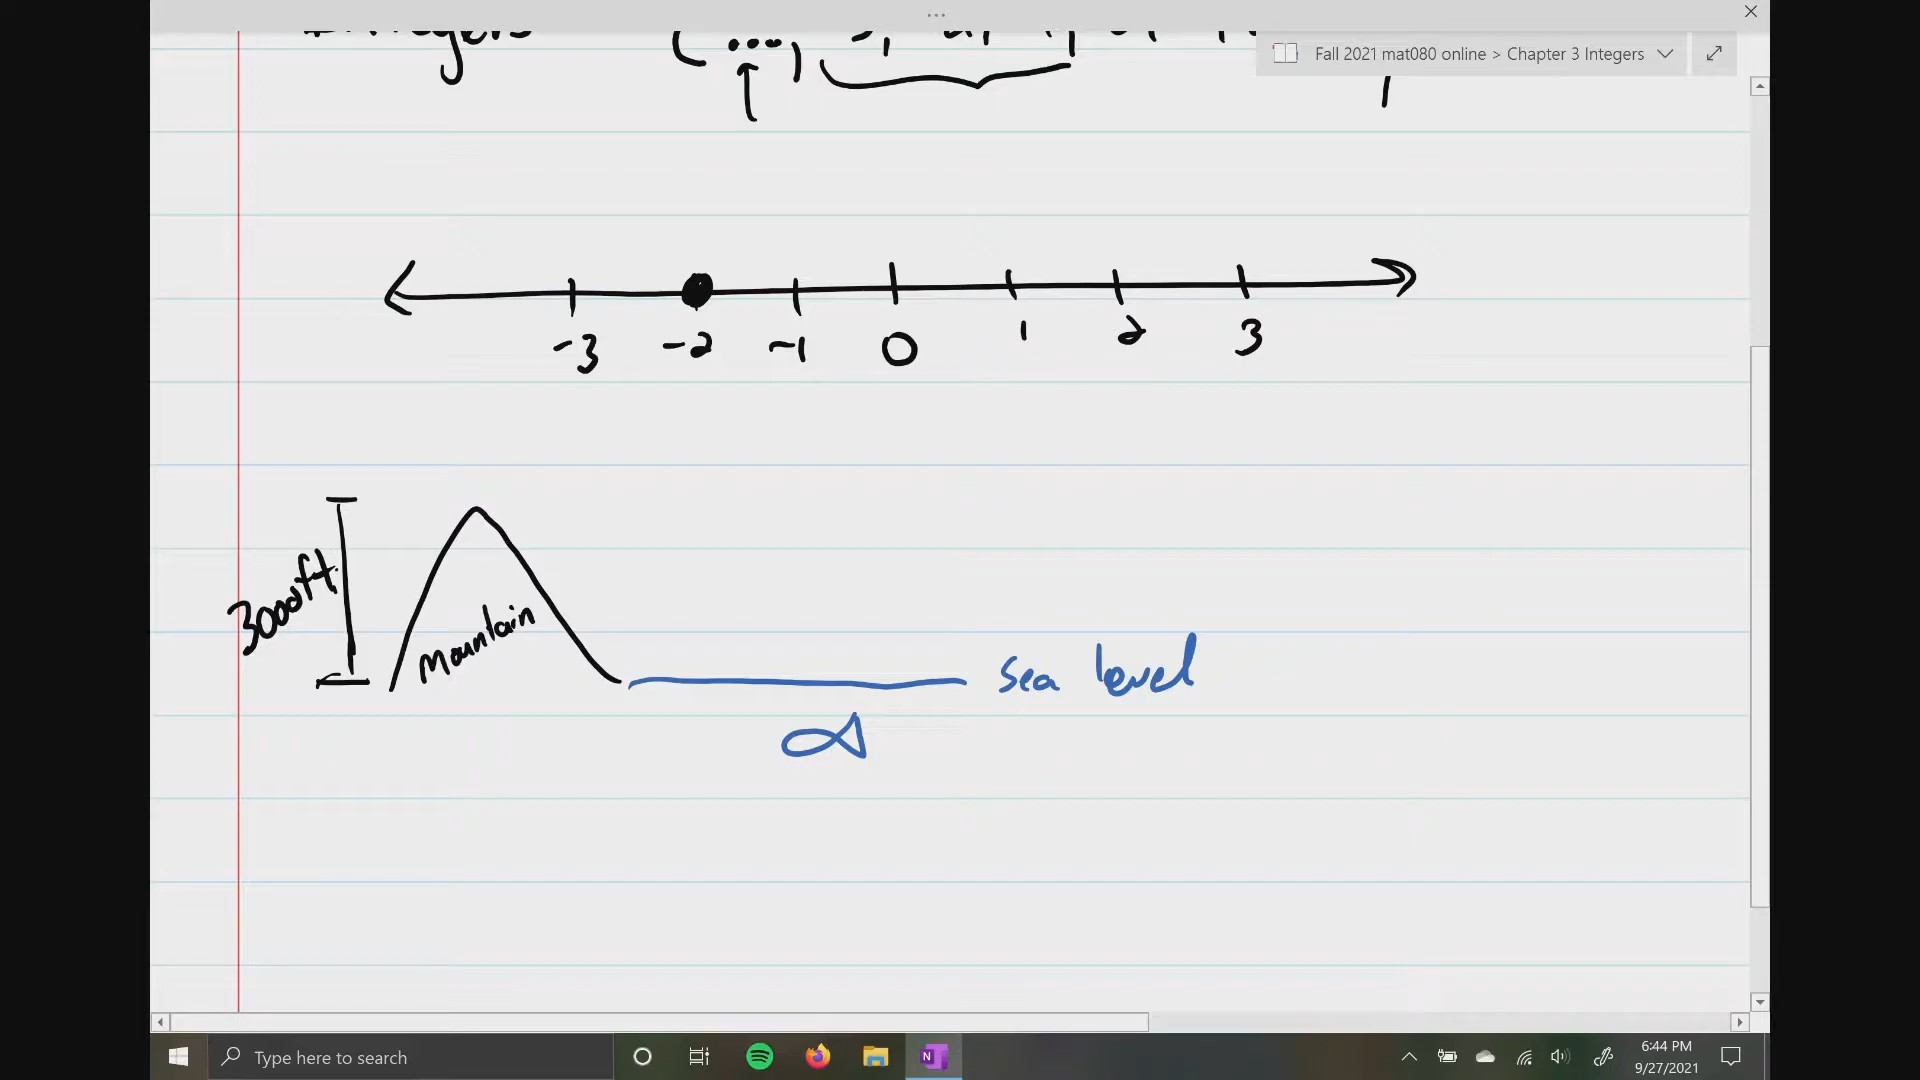 Fall 2021 mat080 online > Chapter 3 Integers
-3 -2 -1 0 1 2 3
3000ft.
Mountain
Sea level
Type here to search
6:44 PM
9/27/2021